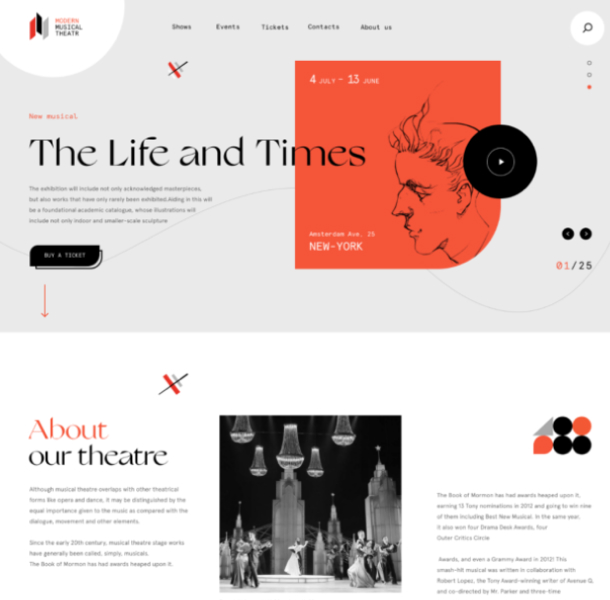 MODERN
MUSICAL
THEATR
Shows Events Tickets Contacts About us
4 JULY - 13 JUNE
New musical
The Life and Times
The exhibition will include not only acknowledged masterpieces,
but also works that have only rarely been displayed.Aiding in this will
be a foundational academic catalogue, whose illustrations will
include not only indoor and smaller-scale sculpture
Amsterdam Ave, 25
NEW-YORK
BUY A TICKET
01/25
About
our theatre
Although musical theatre overlaps with other theatrical
forms like opera and dance, it may be distinguished by the
equal importance given to the music as compared with the
dialogue, movement and other elements.
Since the early 20th century, musical theatre stage works
have generally been called, simply, musicals.
The Book of Mormon has had awards heaped upon it.
The Book of Mormon has had awards heaped upon it,
earning 13 Tony nominations in 2012 and going to win nine
of them including Best New Musical. In the same year,
it also won four Drama Desk Awards, four
Outer Critics Circle
Awards, and even a Grammy Award in 2012! This
smash-hit musical was written in collaboration with
Robert Lopez, the Tony Award-winning writer of Avenue Q,
and co-directed by Mr. Parker and three-time